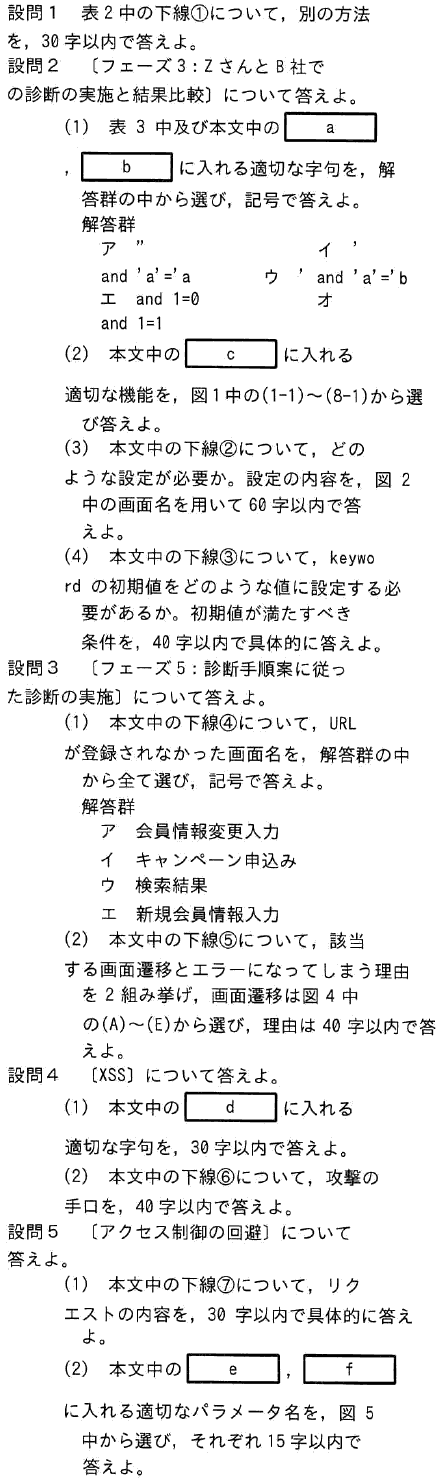 設問1　表2中の下線①について，別の方法
を，30字以内で答えよ。
設問2　〔フェーズ3：ZさんとB社で
の診断の実施と結果比較〕について答えよ。
(1)　表 3 中及び本文中の　a
，　b　に入れる適切な字句を，解
答群の中から選び，記号で答えよ。
解答群
ア　"　　イ　'
and 'a'='a　　ウ　' and 'a'='b
エ　and 1=0　　オ
and 1=1
(2)　本文中の　c　に入れる
適切な機能を，図1中の(1-1)～(8-1)から選
び答えよ。
(3)　本文中の下線②について，どの
ような設定が必要か。設定の内容を，図 2
中の画面名を用いて 60 字以内で答
えよ。
(4)　本文中の下線③について，keywo
rd の初期値をどのような値に設定する必
要があるか。初期値が満たすべき
条件を，40 字以内で具体的に答えよ。
設問3　〔フェーズ5：診断手順案に従っ
た診断の実施〕について答えよ。
(1)　本文中の下線④について，URL
が登録されなかった画面名を，解答群の中
から全て選び，記号で答えよ。
解答群
ア　会員情報変更入力
イ　キャンペーン申込み
ウ　検索結果
エ　新規会員情報入力
(2)　本文中の下線⑤について，該当
する画面遷移とエラーになってしまう理由
を 2 組み挙げ，画面遷移は図 4 中
の(A)～(E)から選び，理由は 40 字以内で答
えよ。
設問4　〔XSS〕について答えよ。
(1)　本文中の　d　に入れる
適切な字句を，30 字以内で答えよ。
(2)　本文中の下線⑥について，攻撃の
手口を，40 字以内で答えよ。
設問5　〔アクセス制御の回避〕について
答えよ。
(1)　本文中の下線⑦について，リク
エストの内容を，30 字以内で具体的に答え
よ。
(2)　本文中の　e　，　f
に入れる適切なパラメータ名を，図 5
中から選び，それぞれ 15 字以内で
答えよ。